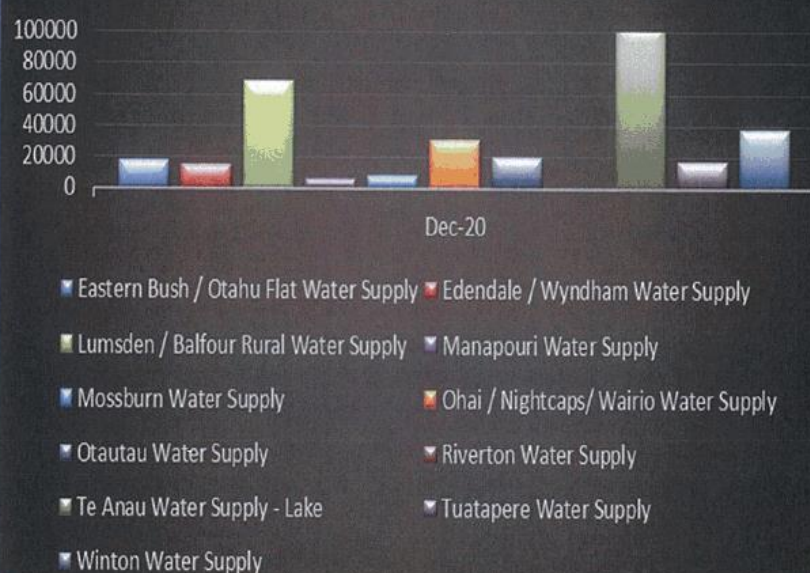 100000
80000
60000
40000
20000
0
Dec-20
Eastern Bush / Otahu Flat Water Supply Edendale / Wyndham Water Supply
Lumsden / Balfour Rural Water Supply Manapouri Water Supply
Mossburn Water Supply Ohai / Nightcaps/ Wairio Water Supply
Otautau Water Supply Riverton Water Supply
Te Anau Water Supply - Lake Tuatapere Water Supply
Winton Water Supply